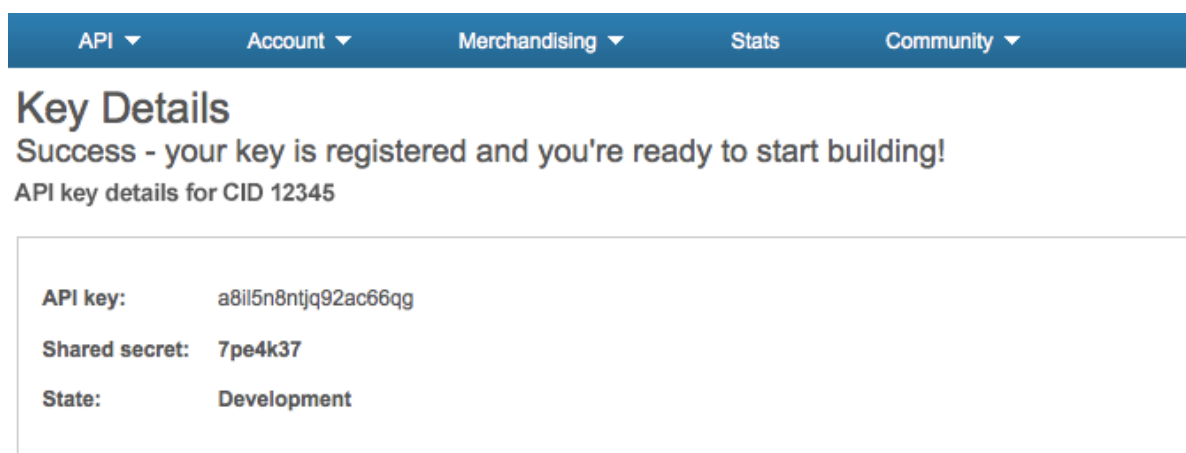 API Account Merchandising Stats Community
Key Details
Success - your key is registered and you're ready to start building!
API key details for CID 12345
API key: a8il5n8ntjq92ac66qg
Shared secret: 7pe4k37
State: Development